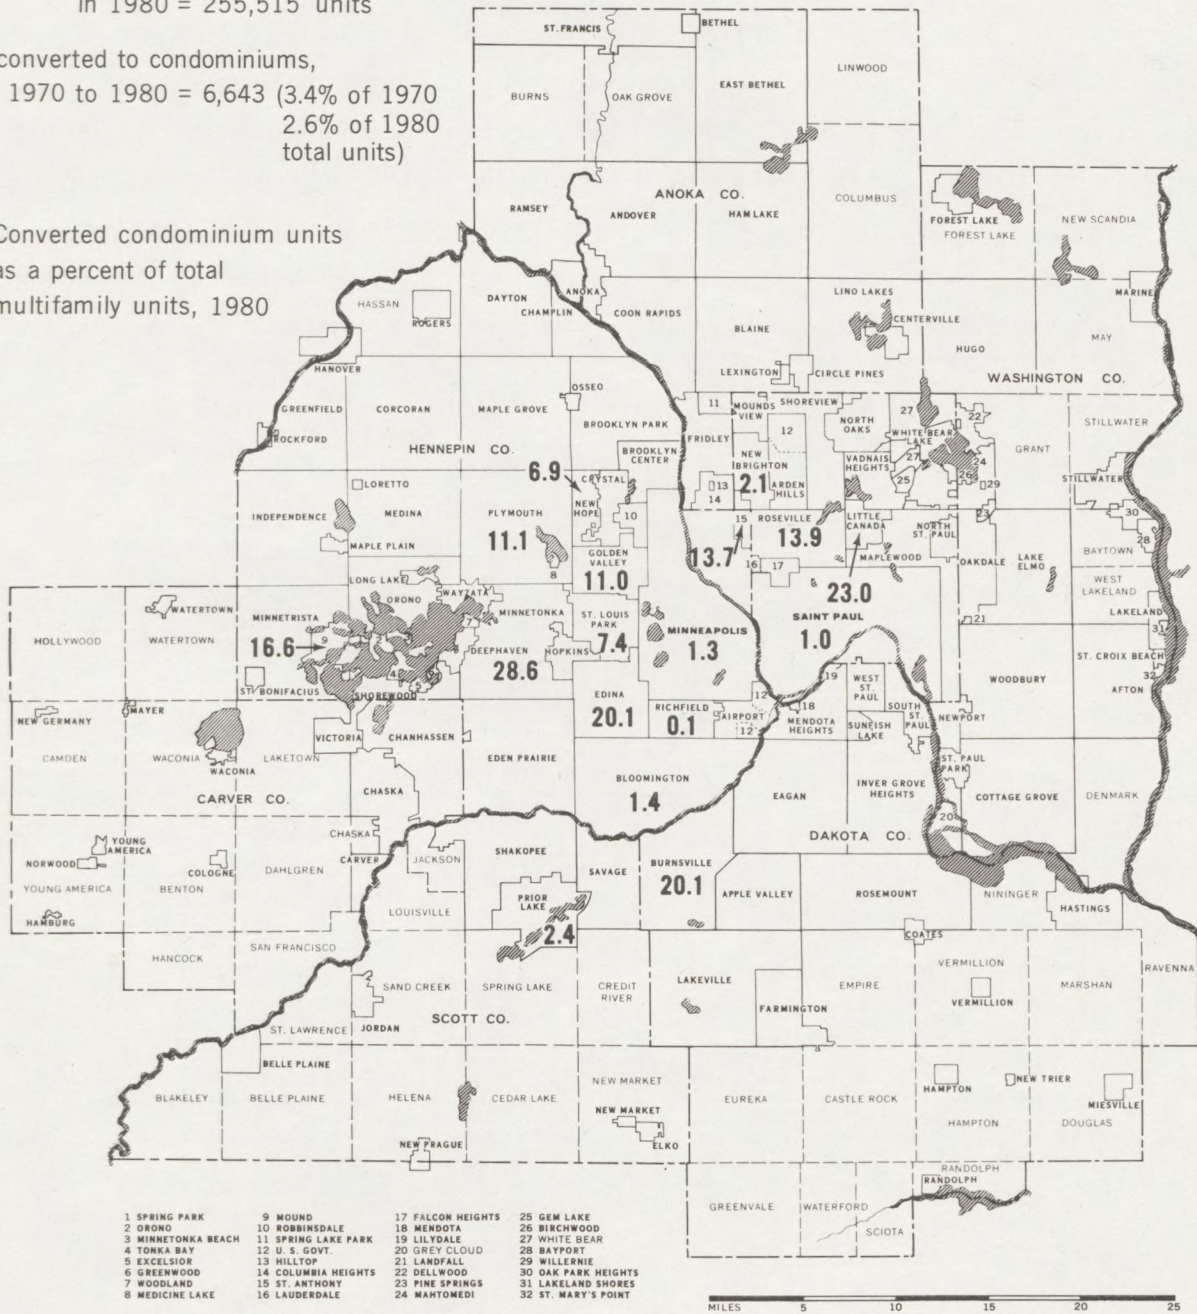 in 1980 = 255,515 units
converted to condominiums,
1970 to 1980 = 6,643 (3.4% of 1970
2.6% of 1980
total units)
Converted condominium units
as a percent of total
multifamily units, 1980
ST. FRANCIS
BETHEL
LINWOOD
BURNS
OAK GROVE
EAST BETHEL
ANOKA CO.
RAMSEY
ANDOVER
HAM LAKE
COLUMBUS
FOREST LAKE
FOREST LAKE
NEW SCANDIA
HASSAN
ROGERS
DAYTON
CHAMPLIN
ANOKA
COON RAPIDS
BLAINE
LINO LAKES
CENTERVILLE
HUGO
MARINE
MAY
HANOVER
LEXINGTON
CIRCLE PINES
WASHINGTON CO.
GREENFIELD
CORCORAN
MAPLE GROVE
OSSEO
BROOKLYN PARK
BROOKLYN
CENTER
11
MOUNDS
VIEW
SHOREVIEW
12
NORTH
OAKS
27
WHITE BEAR
LAKE
22
GRANT
STILLWATER
ROCKFORD
HENNEPIN CO.
FRIDLEY
NEW
BRIGHTON
2.1
ARDEN
HILLS
VADNAIS
HEIGHTS
27
25
24
26
29
STILLWATER
6.9
CRYSTAL
NEW
HOPE
10
13
14
LORETTO
INDEPENDENCE
MEDINA
PLYMOUTH
11.1
8
MAPLE PLAIN
GOLDEN
VALLEY
11.0
15
13.7
ROSEVILLE
13.9
LITTLE
CANADA
23.0
NORTH
ST. PAUL
MAPLEWOOD
23
30
28
OAKDALE
LAKE
ELMO
BAYTOWN
WEST
LAKELAND
16
17
LONG LAKE
ORONO
WAYZATA
MINNETONKA
WATERTOWN
HOLLYWOOD
WATERTOWN
MINNETRISTA
16.6
9
2
7
4
5
DEEPHAVEN
28.6
HOPKINS
ST. LOUIS
PARK
7.4
MINNEAPOLIS
1.3
SAINT PAUL
1.0
21
LAKELAND
31
ST. CROIX BEACH
32
AFTON
WOODBURY
ST. BONIFACIUS
SHOREWOOD
EDINA
20.1
RICHFIELD
0.1
AIRPORT
12
12
18
19
MENDOTA
HEIGHTS
WEST
ST.
PAUL
SOUTH
ST.
PAUL
SUNFISH
LAKE
NEWPORT
NEW GERMANY
MAYER
CAMDEN
WACONIA
WACONIA
LAKETOWN
VICTORIA
CHANHASSEN
EDEN PRAIRIE
BLOOMINGTON
1.4
EAGAN
INVER GROVE
HEIGHTS
ST. PAUL
PARK
COTTAGE GROVE
DENMARK
CARVER CO.
CHASKA
DAKOTA CO.
20
YOUNG
AMERICA
NORWOOD
YOUNG AMERICA
HAMBURG
BENTON
COLOGNE
DAHLGREN
CHASKA
CARVER
JACKSON
LOUISVILLE
SHAKOPEE
PRIOR
LAKE
2.4
SAVAGE
BURNSVILLE
20.1
APPLE VALLEY
ROSEMOUNT
NININGER
HASTINGS
COATES
HANCOCK
SAN FRANCISCO
SAND CREEK
SPRING LAKE
CREDIT
RIVER
LAKEVILLE
FARMINGTON
EMPIRE
VERMILLION
VERMILLION
MARSHAN
RAVENNA
SCOTT CO.
ST. LAWRENCE
JORDAN
BELLE PLAINE
BLAKELEY
BELLE PLAINE
HELENA
CEDAR LAKE
NEW MARKET
NEW MARKET
ELKO
NEW PRAGUE
EUREKA
CASTLE ROCK
HAMPTON
NEW TRIER
MIESVILLE
HAMPTON
DOUGLAS
RANDOLPH
RANDOLPH
GREENVALE
WATERFORD
SCIOTA
1 SPRING PARK
2 ORONO
3 MINNETONKA BEACH
4 TONKA BAY
5 EXCELSIOR
6 GREENWOOD
7 WOODLAND
8 MEDICINE LAKE
9 MOUND
10 ROBBINSDALE
11 SPRING LAKE PARK
12 U. S. GOVT.
13 HILLTOP
14 COLUMBIA HEIGHTS
15 ST. ANTHONY
16 LAUDERDALE
17 FALCON HEIGHTS
18 MENDOTA
19 LILYDALE
20 GREY CLOUD
21 LANDFALL
22 DELLWOOD
23 PINE SPRINGS
24 MAHTOMEDI
25 GEM LAKE
26 BIRCHWOOD
27 WHITE BEAR
28 BAYPORT
29 WILLERNIE
30 OAK PARK HEIGHTS
31 LAKELAND SHORES
32 ST. MARY'S POINT
MILES 5 10 15 20 25